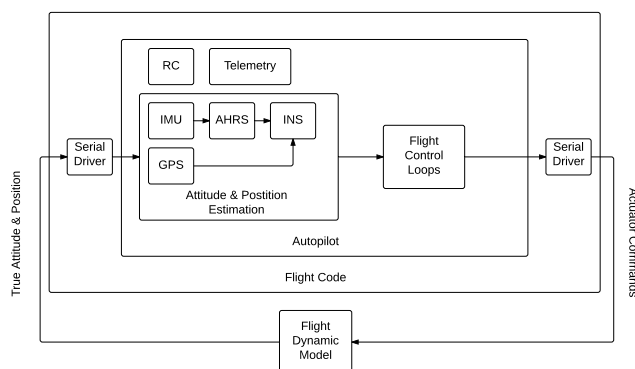 RC
Telemetry
IMU
AHRS
INS
GPS
Attitude & Postition
Estimation
Serial
Driver
Flight
Control
Loops
Serial
Driver
Autopilot
Flight Code
True Attitude & Position
Actuator Commands
Flight
Dynamic
Model